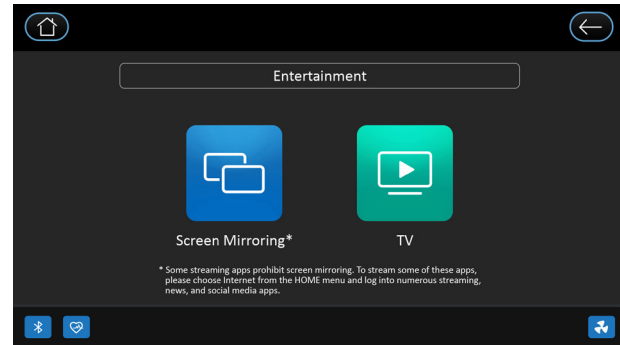 Entertainment
Screen Mirroring*
TV
* Some streaming apps prohibit screen mirroring. To stream some of these apps,
please choose Internet from the HOME menu and log into numerous streaming,
news, and social media apps.